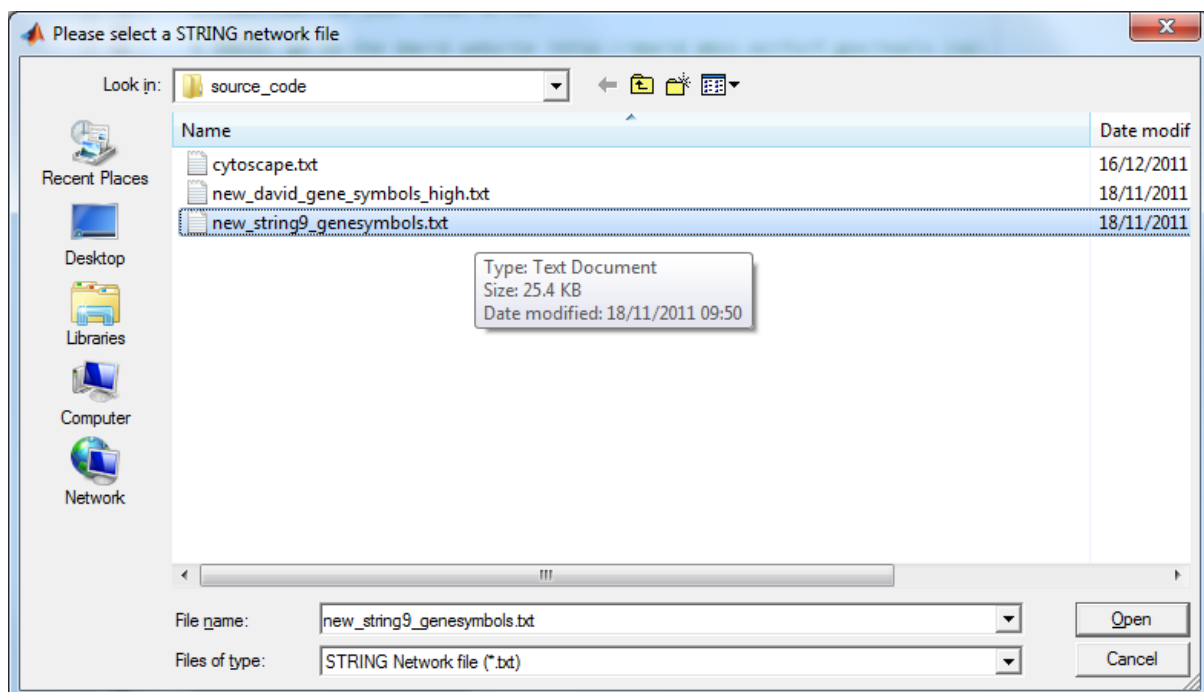 Please select a STRING network file
Look in: source_code
Name Date modif
cytoscape.txt 16/12/2011
new_david_gene_symbols_high.txt 18/11/2011
new_string9_genesymbols.txt 18/11/2011
Type: Text Document
Size: 25.4 KB
Date modified: 18/11/2011 09:50
Recent Places
Desktop
Libraries
Computer
Network
File name: new_string9_genesymbols.txt Open
Files of type: STRING Network file (*.txt) Cancel